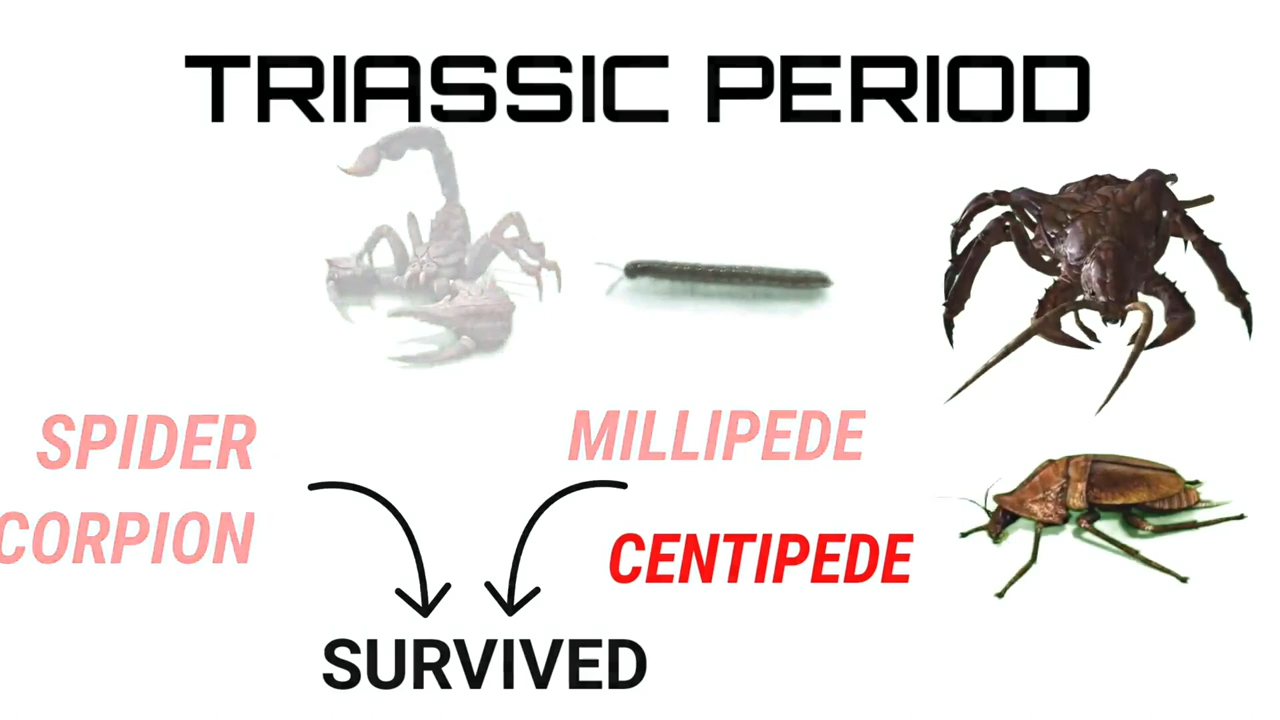 TRIASSIC PERIOD
SPIDER
MILLIPEDE
CORPION
CENTIPEDE
SURVIVED